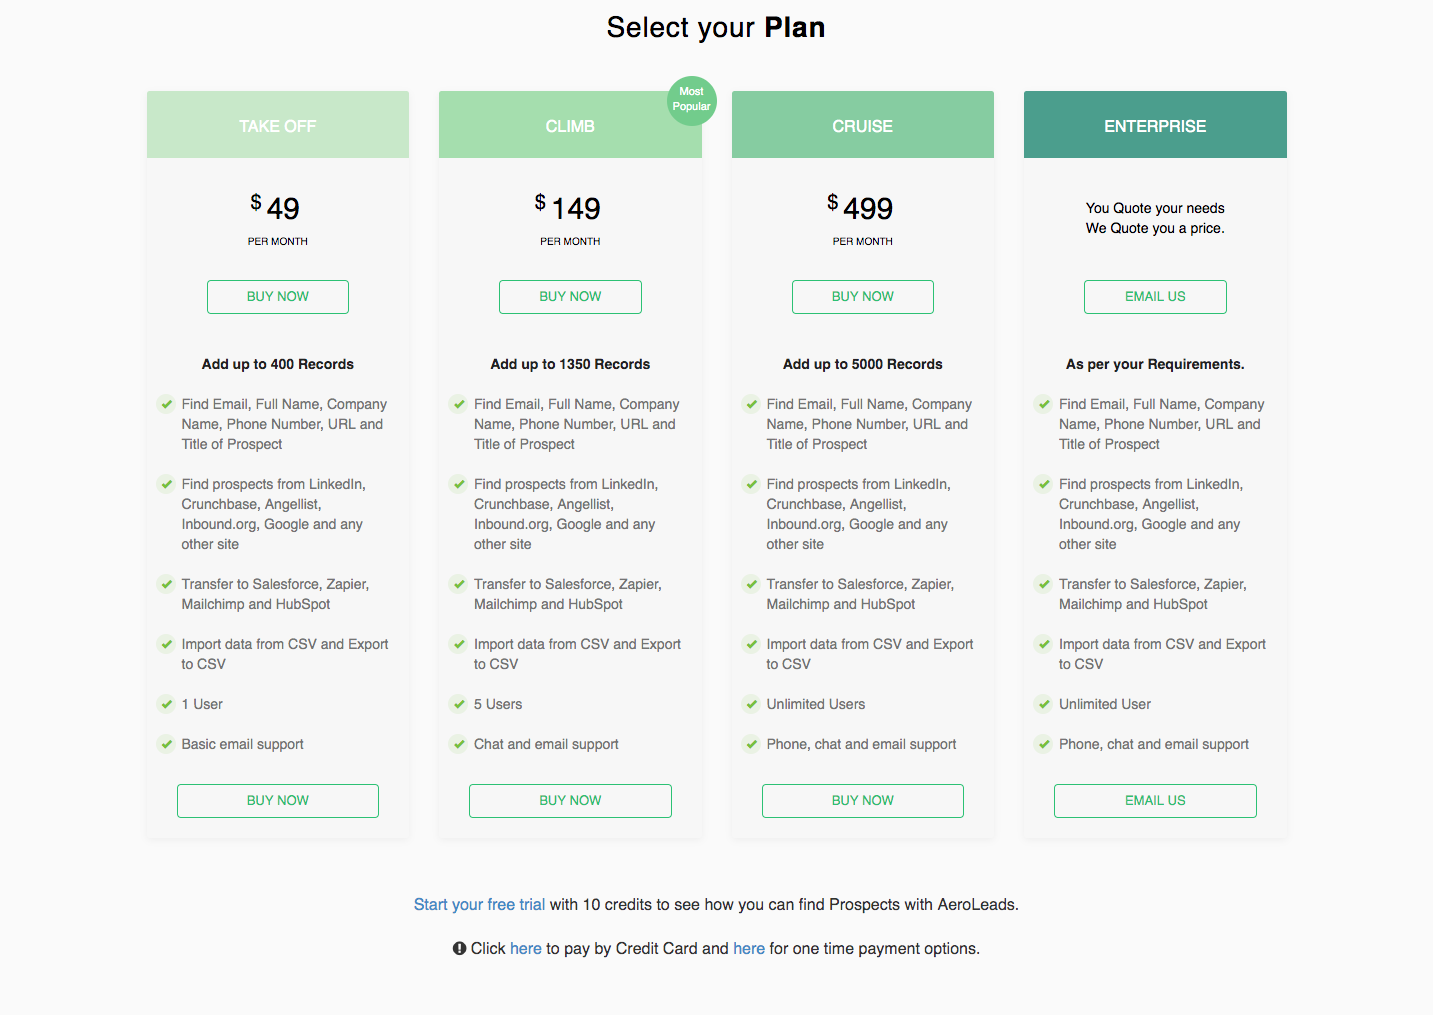 Select your Plan
TAKE OFF
$ 49
PER MONTH
BUY NOW
Add up to 400 Records
Find Email, Full Name, Company
Name, Phone Number, URL and
Title of Prospect
Find prospects from LinkedIn,
Crunchbase, Angellist,
Inbound.org, Google and any
other site
Transfer to Salesforce, Zapier,
Mailchimp and HubSpot
Import data from CSV and Export
to CSV
1 User
Basic email support
BUY NOW
Most
Popular
CLIMB
$ 149
PER MONTH
BUY NOW
Add up to 1350 Records
Find Email, Full Name, Company
Name, Phone Number, URL and
Title of Prospect
Find prospects from LinkedIn,
Crunchbase, Angellist,
Inbound.org, Google and any
other site
Transfer to Salesforce, Zapier,
Mailchimp and HubSpot
Import data from CSV and Export
to CSV
5 Users
Chat and email support
BUY NOW
CRUISE
$ 499
PER MONTH
BUY NOW
Add up to 5000 Records
Find Email, Full Name, Company
Name, Phone Number, URL and
Title of Prospect
Find prospects from LinkedIn,
Crunchbase, Angellist,
Inbound.org, Google and any
other site
Transfer to Salesforce, Zapier,
Mailchimp and HubSpot
Import data from CSV and Export
to CSV
Unlimited Users
Phone, chat and email support
BUY NOW
ENTERPRISE
You Quote your needs
We Quote you a price.
EMAIL US
As per your Requirements.
Find Email, Full Name, Company
Name, Phone Number, URL and
Title of Prospect
Find prospects from LinkedIn,
Crunchbase, Angellist,
Inbound.org, Google and any
other site
Transfer to Salesforce, Zapier,
Mailchimp and HubSpot
Import data from CSV and Export
to CSV
Unlimited User
Phone, chat and email support
EMAIL US
Start your free trial with 10 credits to see how you can find Prospects with AeroLeads.
Click here to pay by Credit Card and here for one time payment options.